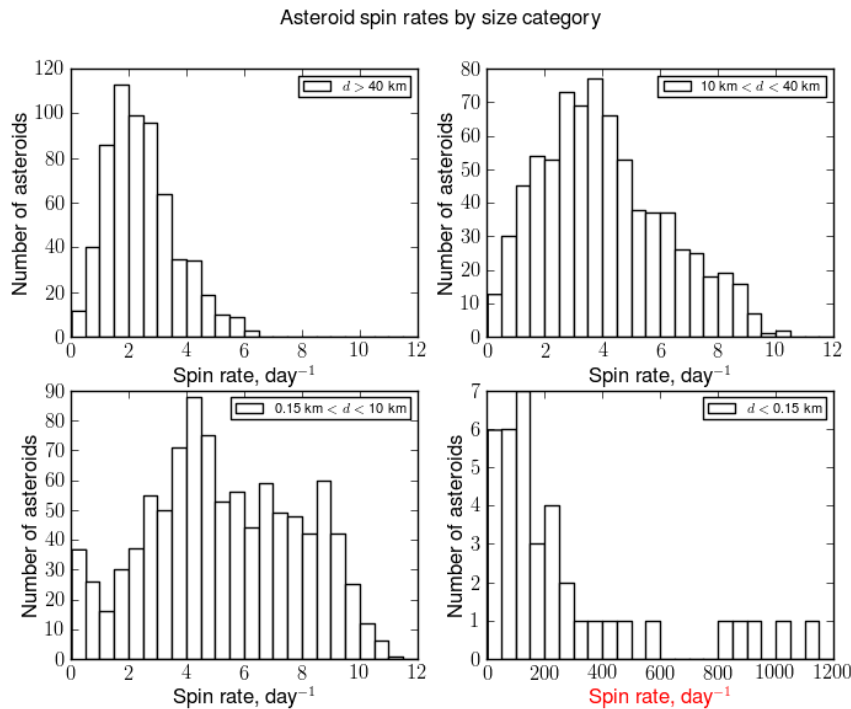 Asteroid spin rates by size category
120
100
80
60
40
20
0
Number of asteroids
d > 40 km
0 2 4 6 8 10 12
Spin rate, day⁻¹
80
70
60
50
40
30
20
10
0
Number of asteroids
10 km < d < 40 km
0 2 4 6 8 10 12
Spin rate, day⁻¹
90
80
70
60
50
40
30
20
10
0
Number of asteroids
0.15 km < d < 10 km
0 2 4 6 8 10 12
Spin rate, day⁻¹
7
6
5
4
3
2
1
0
Number of asteroids
d < 0.15 km
0 200 400 600 800 1000 1200
Spin rate, day⁻¹